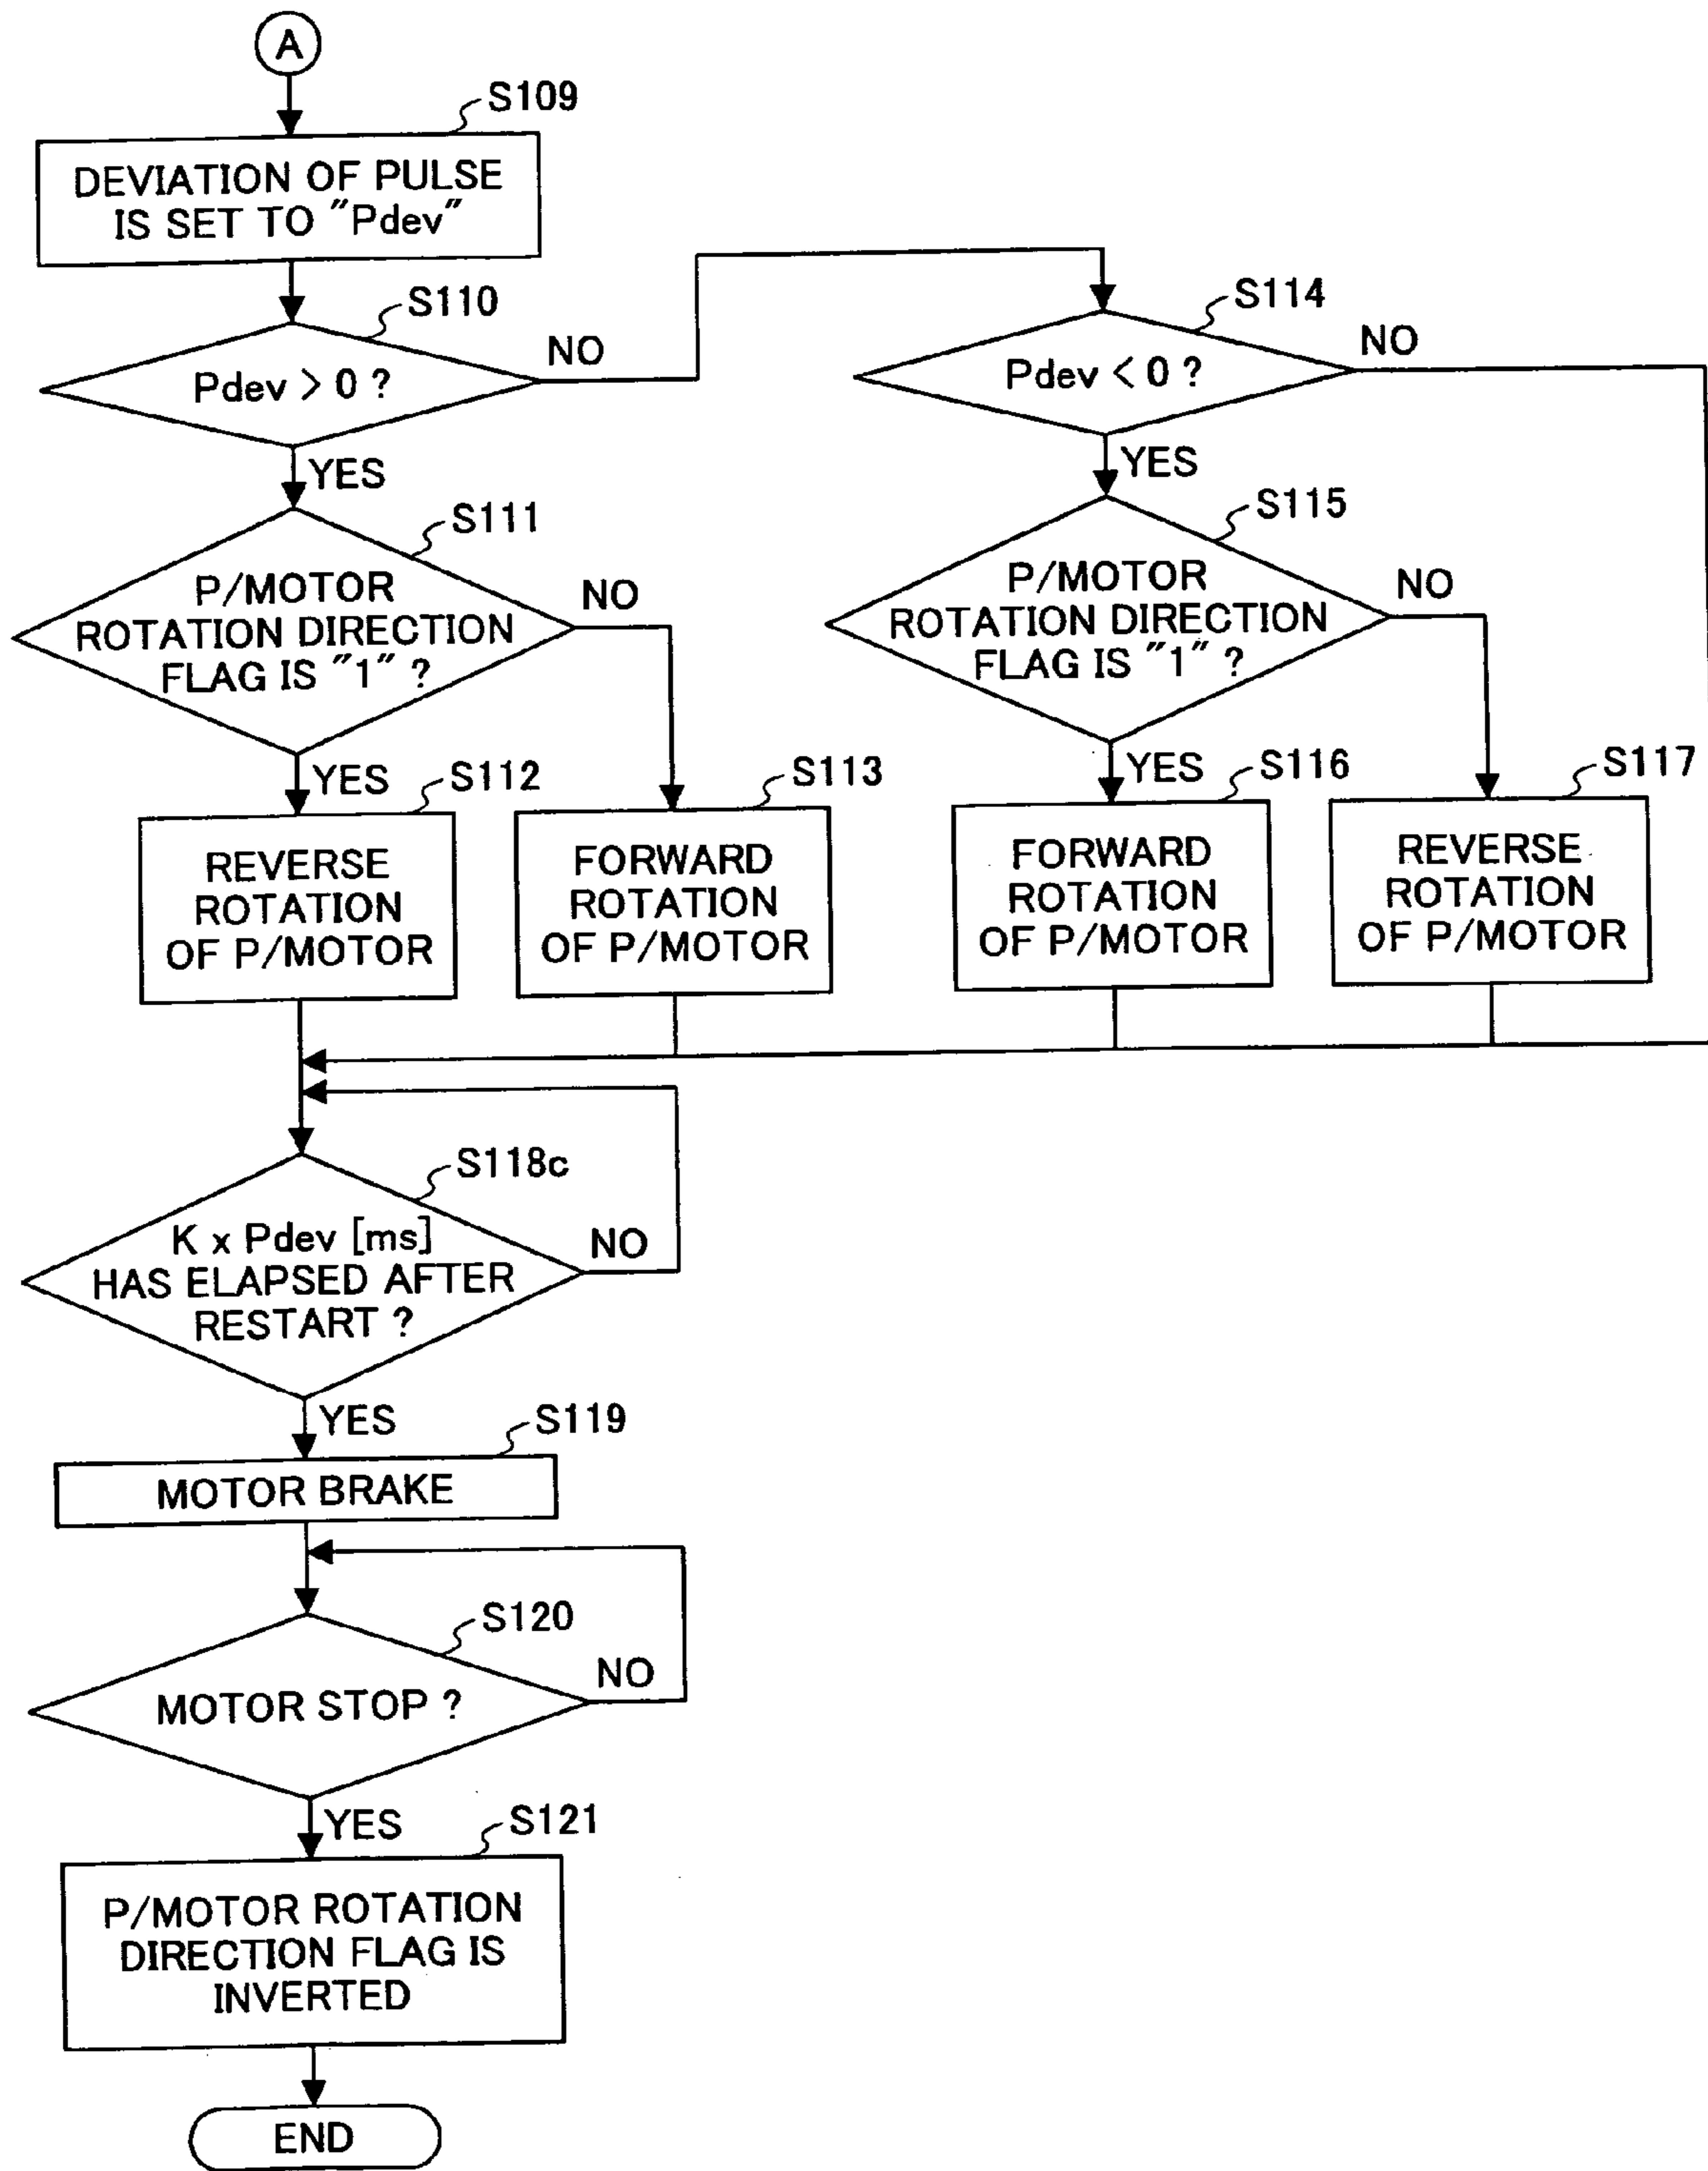 A
S109
DEVIATION OF PULSE
IS SET TO "Pdev"
S110
Pdev > 0 ?
NO
YES
S114
Pdev < 0 ?
NO
YES
S111
P/MOTOR
ROTATION DIRECTION
FLAG IS "1" ?
NO
YES
S115
P/MOTOR
ROTATION DIRECTION
FLAG IS "1" ?
NO
YES
S112
REVERSE
ROTATION
OF P/MOTOR
S113
FORWARD
ROTATION
OF P/MOTOR
S116
FORWARD
ROTATION
OF P/MOTOR
S117
REVERSE
ROTATION
OF P/MOTOR
S118c
K x Pdev [ms]
HAS ELAPSED AFTER
RESTART ?
NO
YES
S119
MOTOR BRAKE
S120
MOTOR STOP ?
NO
YES
S121
P/MOTOR ROTATION
DIRECTION FLAG IS
INVERTED
END